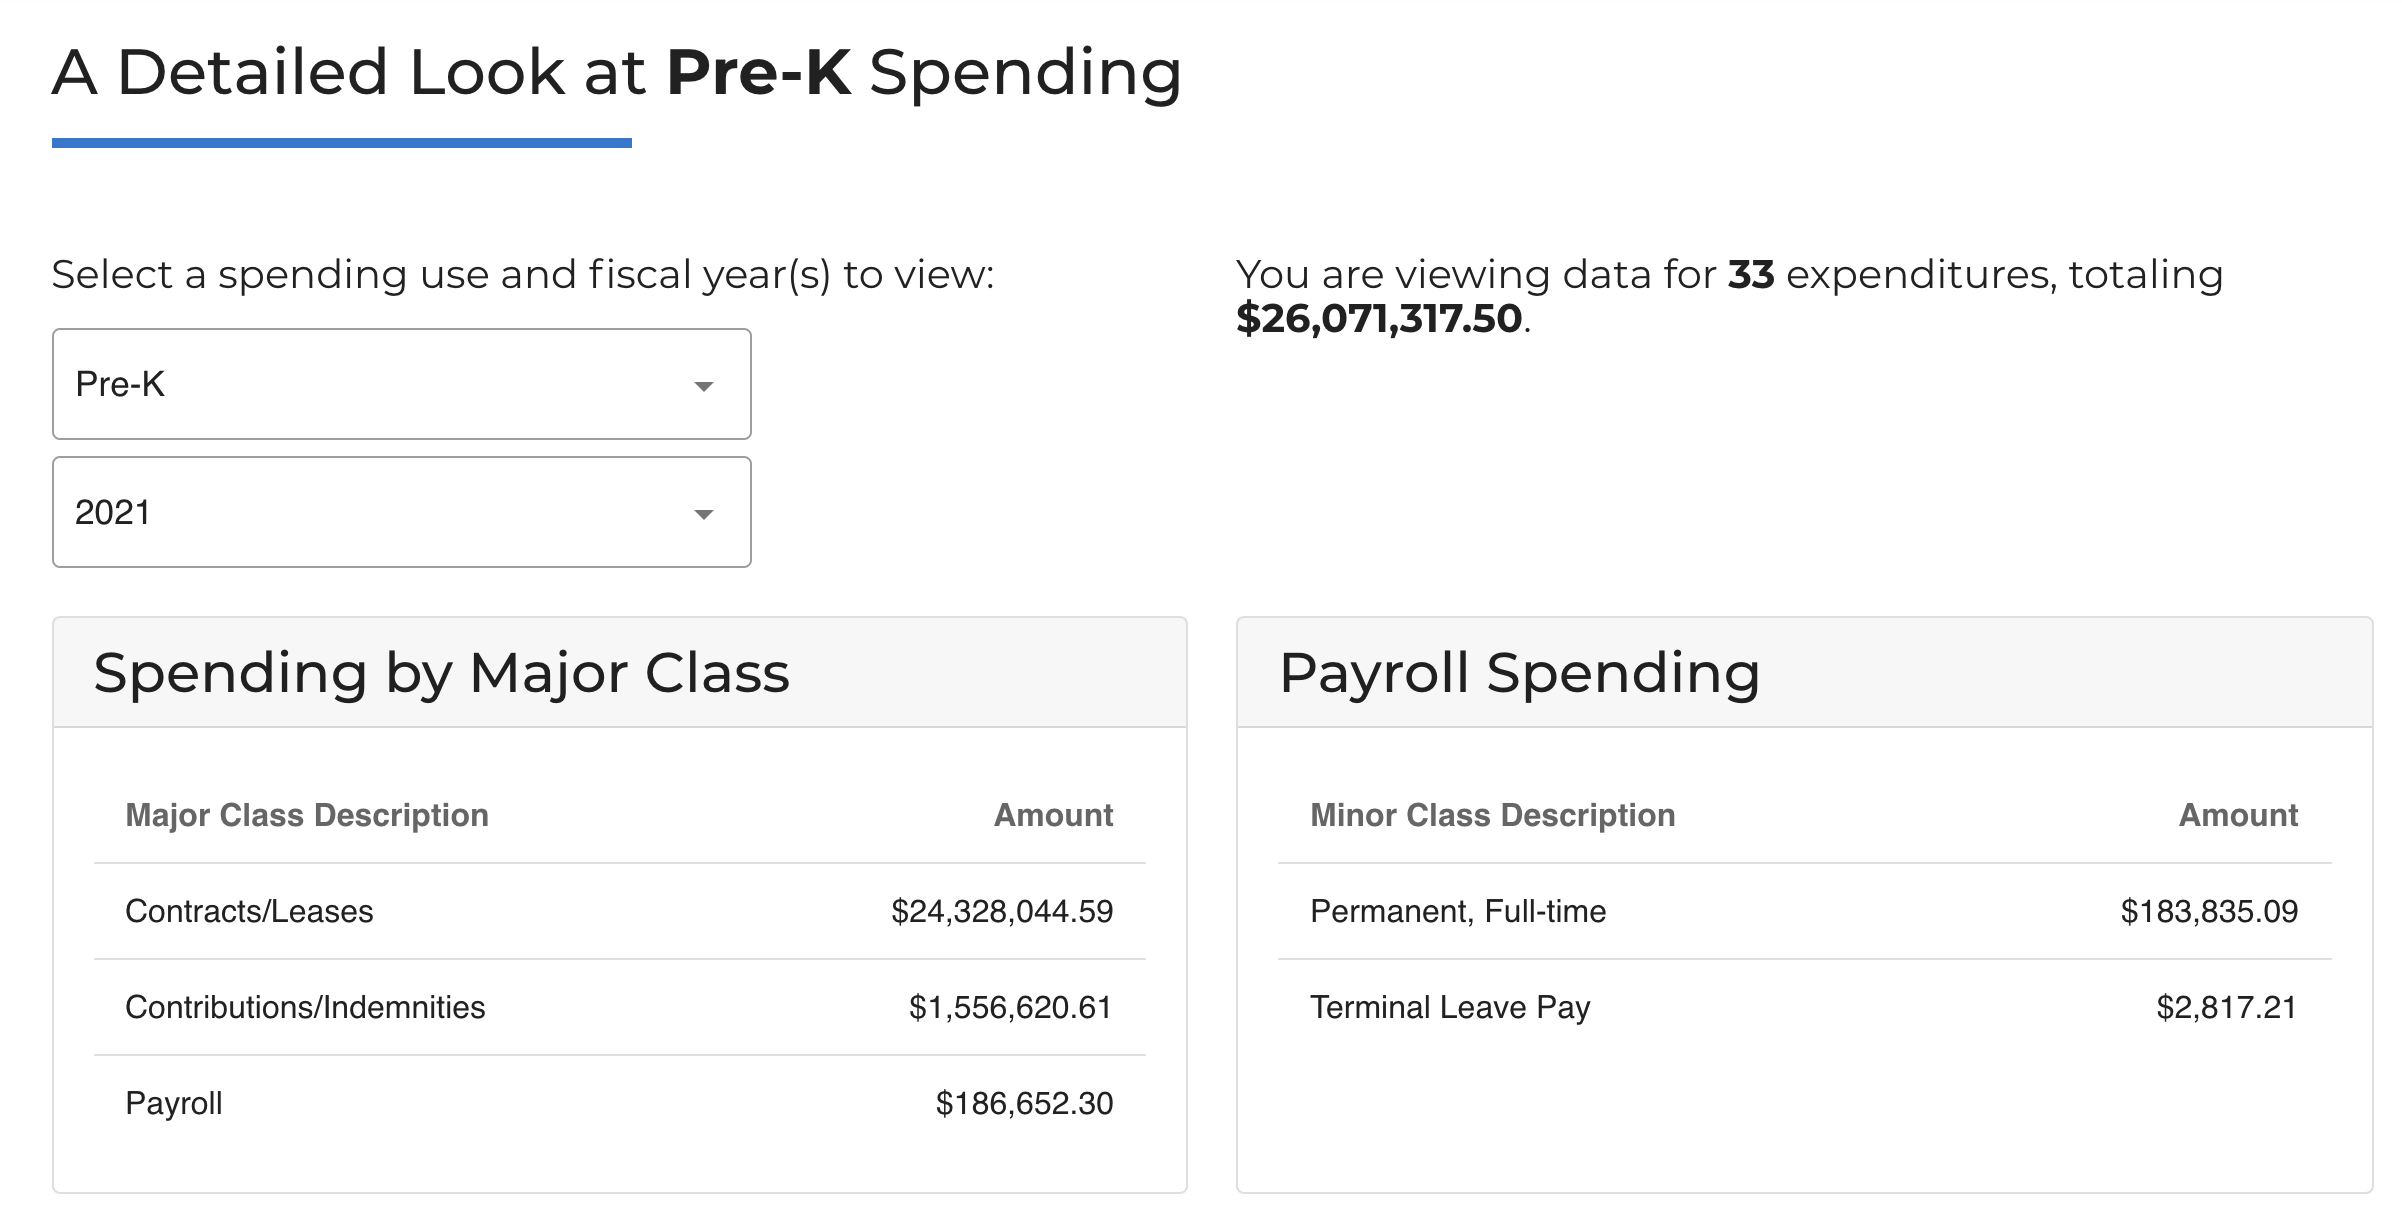 A Detailed Look at Pre-K Spending
Select a spending use and fiscal year(s) to view:
Pre-K
2021
You are viewing data for 33 expenditures, totaling
$26,071,317.50.
Spending by Major Class
Major Class Description Amount
Contracts/Leases $24,328,044.59
Contributions/Indemnities $1,556,620.61
Payroll $186,652.30
Payroll Spending
Minor Class Description Amount
Permanent, Full-time $183,835.09
Terminal Leave Pay $2,817.21